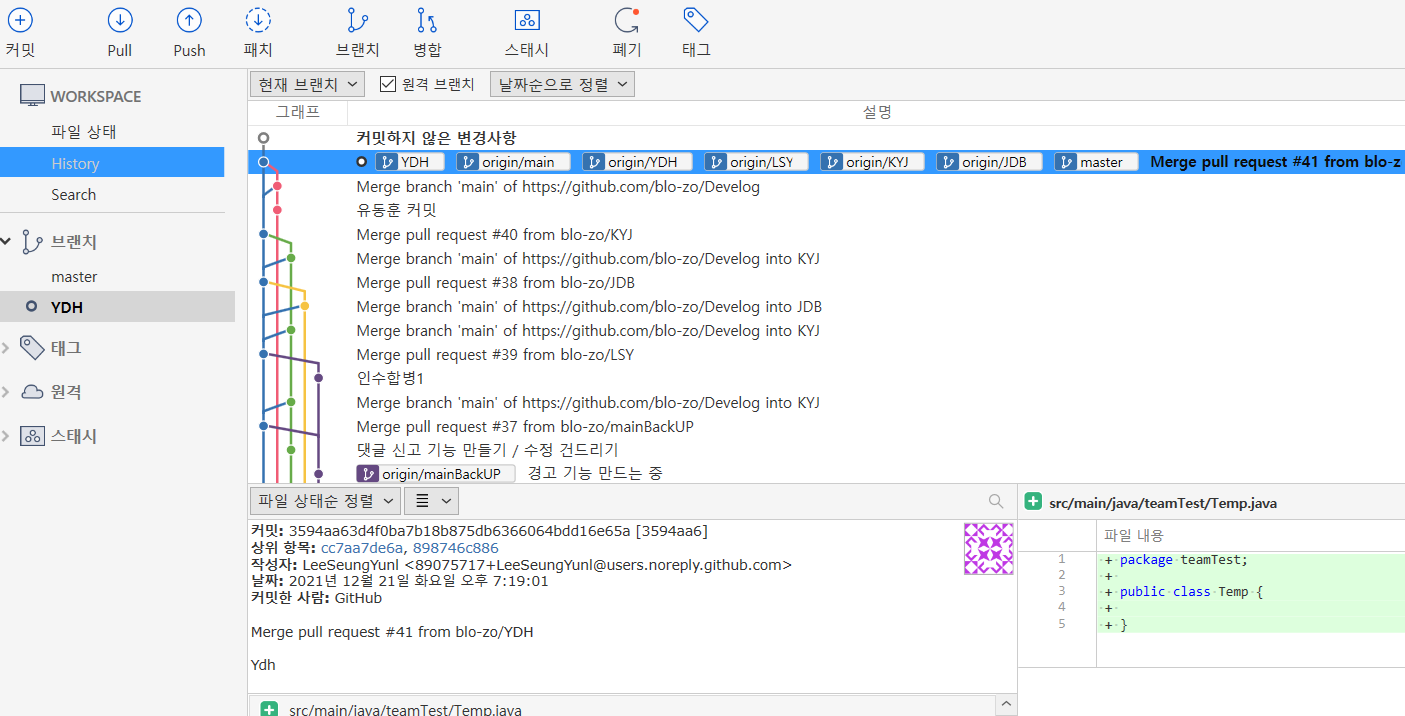 커밋 Pull Push 패치 브랜치 병합 스태시 폐기 태그
WORKSPACE
파일 상태
History
Search
브랜치
master
YDH
태그
원격
스태시
현재 브랜치 원격 브랜치 날짜순으로 정렬
그래프 설명
커밋하지 않은 변경사항
YDH origin/main origin/YDH origin/LSY origin/KYJ origin/JDB master Merge pull request #41 from blo-z
Merge branch 'main' of https://github.com/blo-zo/Develog
유동훈 커밋
Merge pull request #40 from blo-zo/KYJ
Merge branch 'main' of https://github.com/blo-zo/Develog into KYJ
Merge pull request #38 from blo-zo/JDB
Merge branch 'main' of https://github.com/blo-zo/Develog into JDB
Merge branch 'main' of https://github.com/blo-zo/Develog into KYJ
Merge pull request #39 from blo-zo/LSY
인수합병1
Merge branch 'main' of https://github.com/blo-zo/Develog into KYJ
Merge pull request #37 from blo-zo/mainBackUP
댓글 신고 기능 만들기 / 수정 건드리기
origin/mainBackUP 경고 기능 만드는 중
파일 상태순 정렬
커밋: 3594aa63d4f0ba7b18b875db6366064bdd16e65a [3594aa6]
상위 항목: cc7aa7de6a, 898746c886
작성자: LeeSeungYunl <89075717+LeeSeungYunl@users.noreply.github.com>
날짜: 2021년 12월 21일 화요일 오후 7:19:01
커밋한 사람: GitHub
Merge pull request #41 from blo-zo/YDH
Ydh
src/main/java/teamTest/Temp.java
src/main/java/teamTest/Temp.java
파일 내용
1 + package teamTest;
2 +
3 + public class Temp {
4 +
5 + }